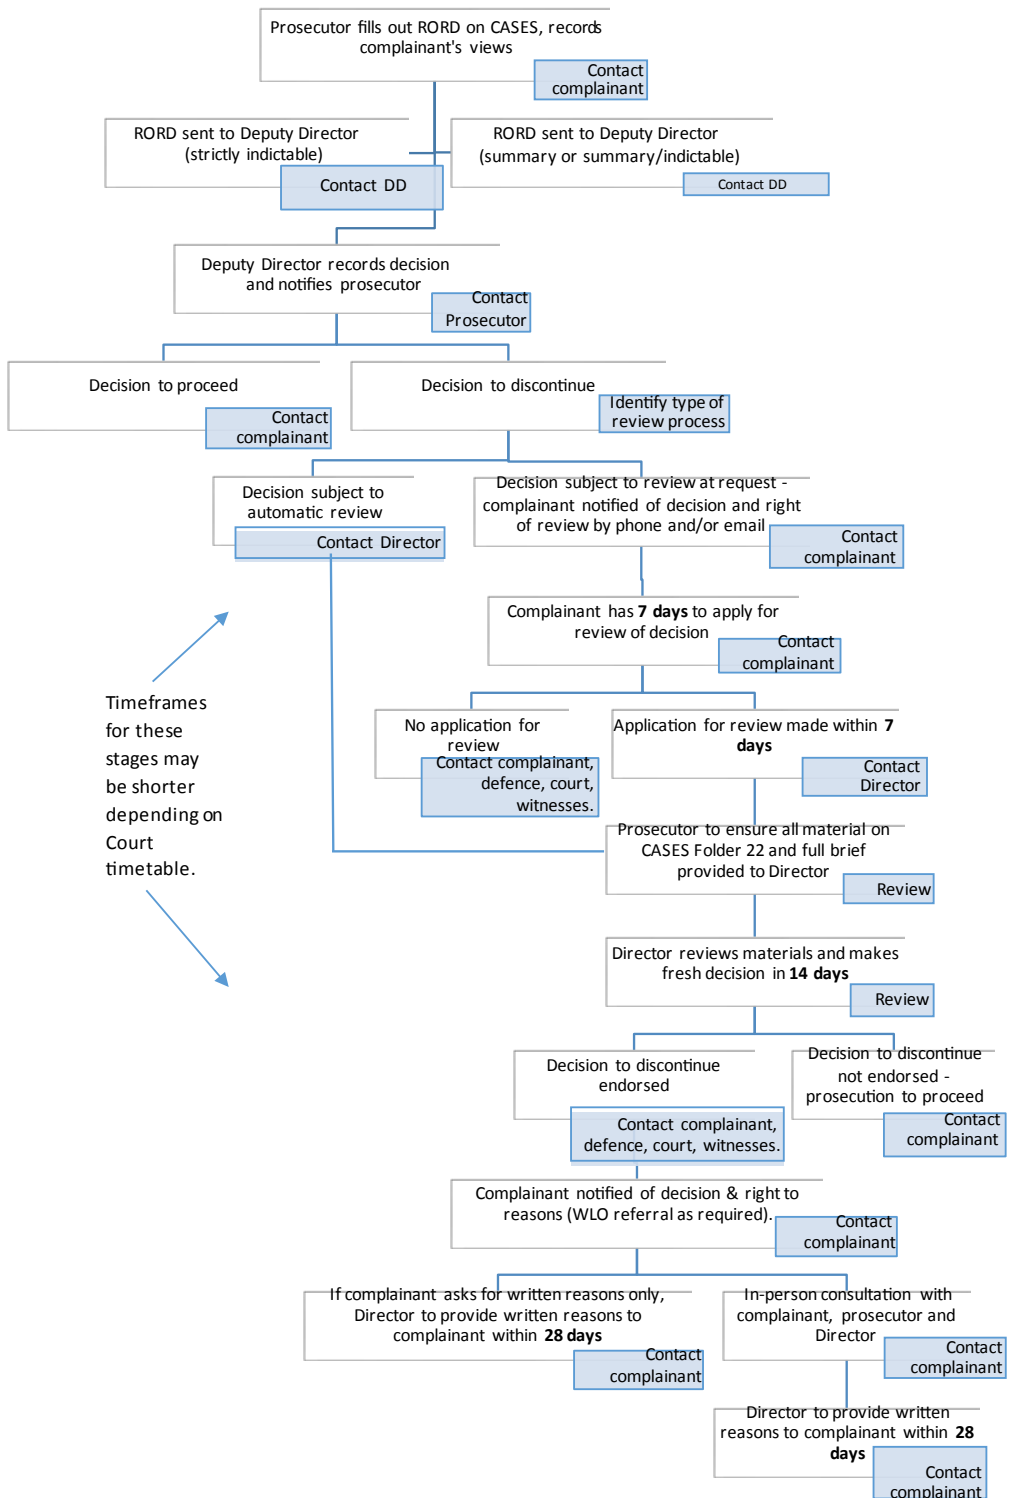 Prosecutor fills out RORD on CASES, records
complainant's views
Contact
complainant
RORD sent to Deputy Director
(strictly indictable)
Contact DD
RORD sent to Deputy Director
(summary or summary/indictable)
Contact DD
Deputy Director records decision
and notifies prosecutor
Contact
Prosecutor
Decision to proceed
Contact
complainant
Decision to discontinue
Identify type of
review process
Decision subject to
automatic review
Contact Director
Decision subject to review at request -
complainant notified of decision and right
of review by phone and/or email
Contact
complainant
Complainant has 7 days to apply for
review of decision
Contact
complainant
Timeframes
for these
stages may
be shorter
depending on
Court
timetable.
No application for
review
Contact complainant,
defence, court,
witnesses.
Application for review made within 7
days
Contact
Director
Prosecutor to ensure all material on
CASES Folder 22 and full brief
provided to Director
Review
Director reviews materials and makes
fresh decision in 14 days
Review
Decision to discontinue
endorsed
Contact complainant,
defence, court, witnesses.
Decision to discontinue
not endorsed -
prosecution to proceed
Contact
complainant
Complainant notified of decision & right to
reasons (WLO referral as required).
Contact
complainant
If complainant asks for written reasons only,
Director to provide written reasons to
complainant within 28 days
Contact
complainant
In-person consultation with
complainant, prosecutor and
Director
Contact
complainant
Director to provide written
reasons to complainant within 28
days
Contact
complainant